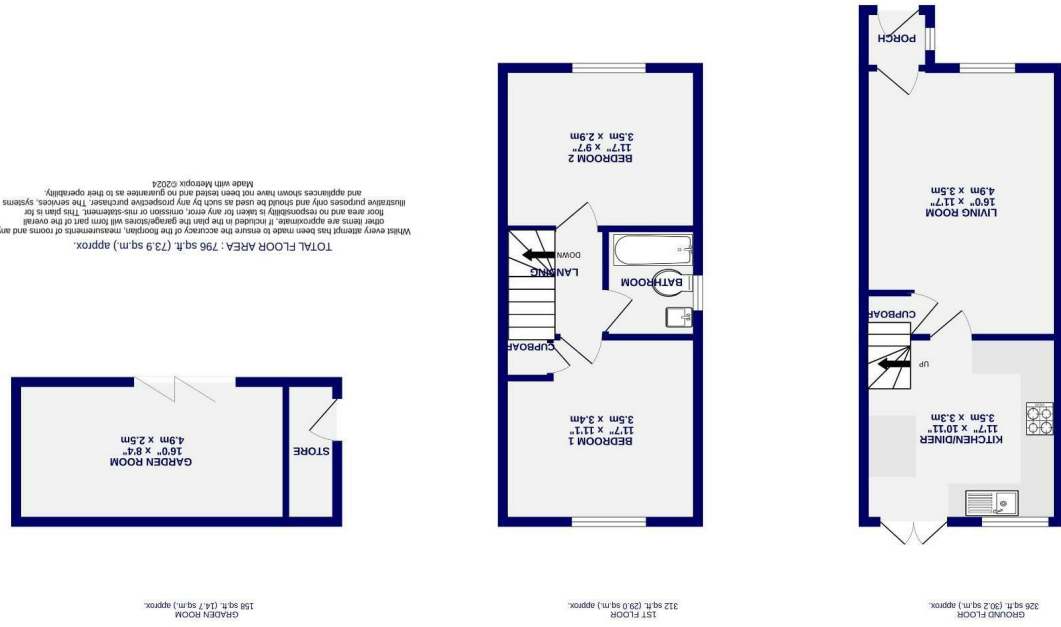 GROUND FLOOR
326 sq.ft. (30.2 sq.m.) approx.
KITCHEN/DINER
11'7" x 10'11"
3.5m x 3.3m
UP
CUPBOAR
LIVING ROOM
16'0" x 11'7"
4.9m x 3.5m
PORCH
1ST FLOOR
312 sq.ft. (29.0 sq.m.) approx.
BEDROOM 1
11'7" x 11'1"
3.5m x 3.4m
CUPBOAR
BATHROOM
LANDING
DOWN
BEDROOM 2
11'7" x 9'7"
3.5m x 2.9m
GRADEN ROOM
158 sq.ft. (14.7 sq.m.) approx.
STORE
GARDEN ROOM
16'0" x 8'4"
4.9m x 2.5m
TOTAL FLOOR AREA : 796 sq.ft. (73.9 sq.m.) approx.
Whilst every attempt has been made to ensure the accuracy of the floorplan, measurements of rooms and any
other items are approximate, if included in the plan the garage/stores will form part of the overall
floor area and no responsibility is taken for any error, omission or mis-statement. This plan is for
illustrative purposes only and should be used as such by any prospective purchaser. The services, systems
and appliances shown have not been tested and no guarantee as to their operability.
Made with Metropix ©2024